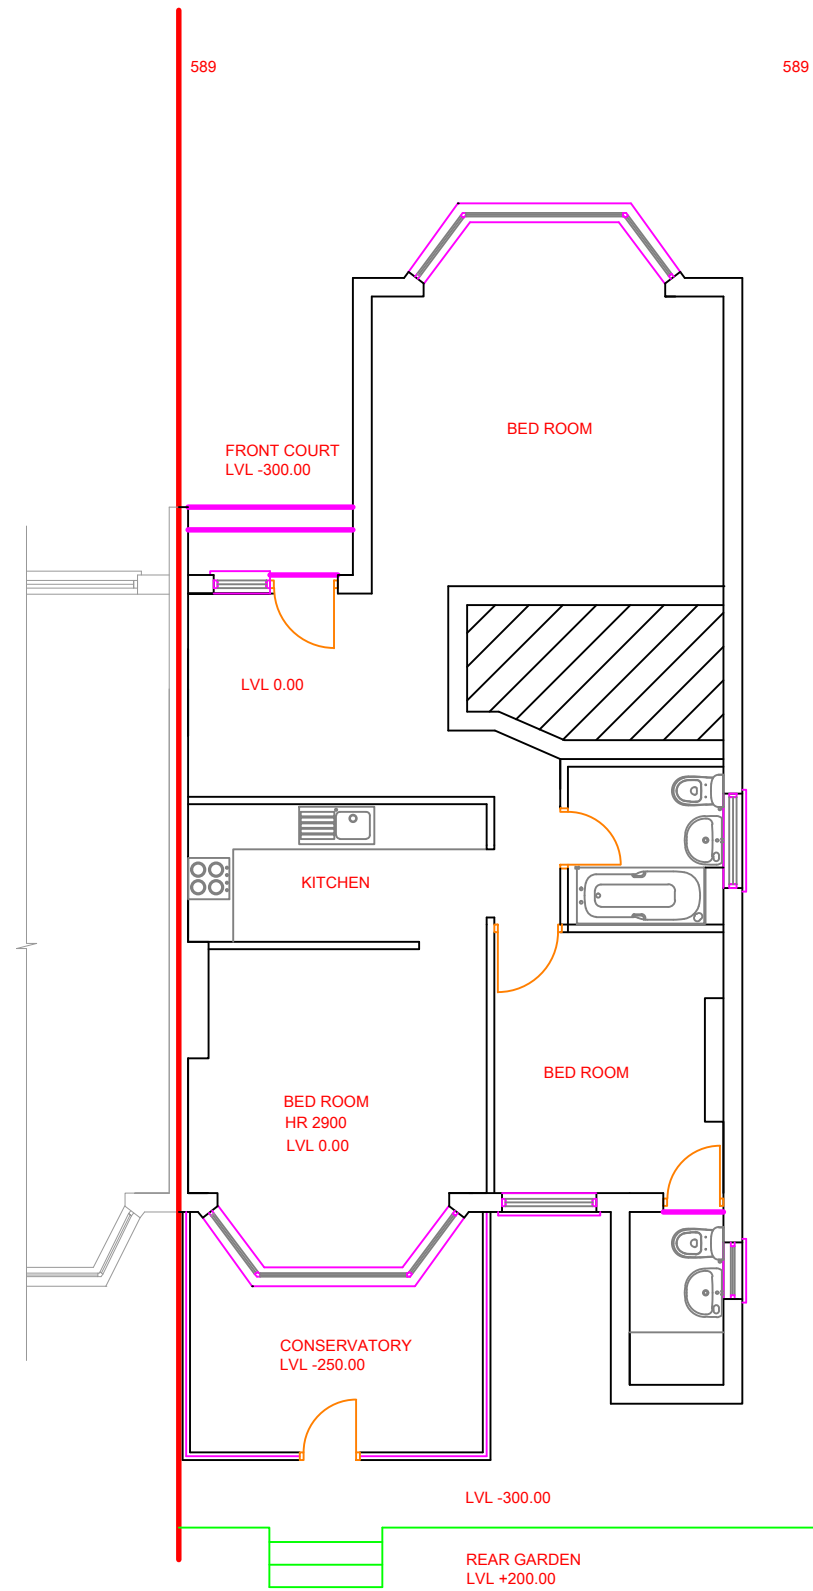 589
589
BED ROOM
FRONT COURT
LVL -300.00
LVL 0.00
KITCHEN
BED ROOM
BED ROOM
HR 2900
LVL 0.00
CONSERVATORY
LVL -250.00
LVL -300.00
REAR GARDEN
LVL +200.00